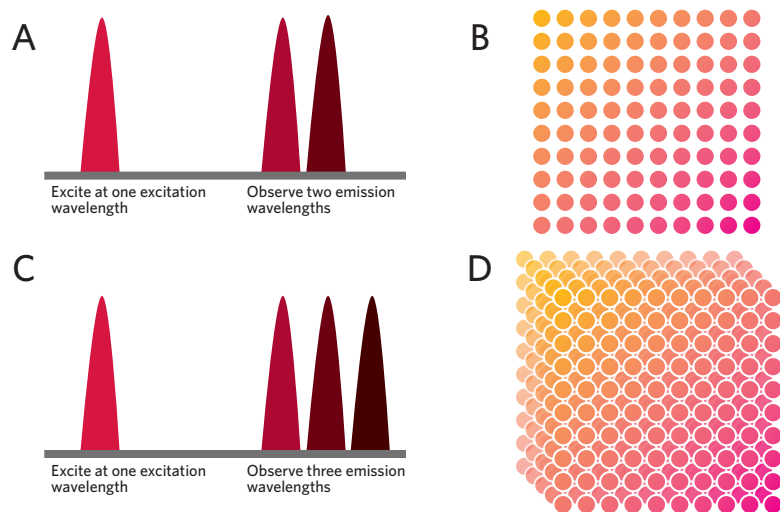 A
B
Excite at one excitation
wavelength
Observe two emission
wavelengths
C
D
Excite at one excitation
wavelength
Observe three emission
wavelengths